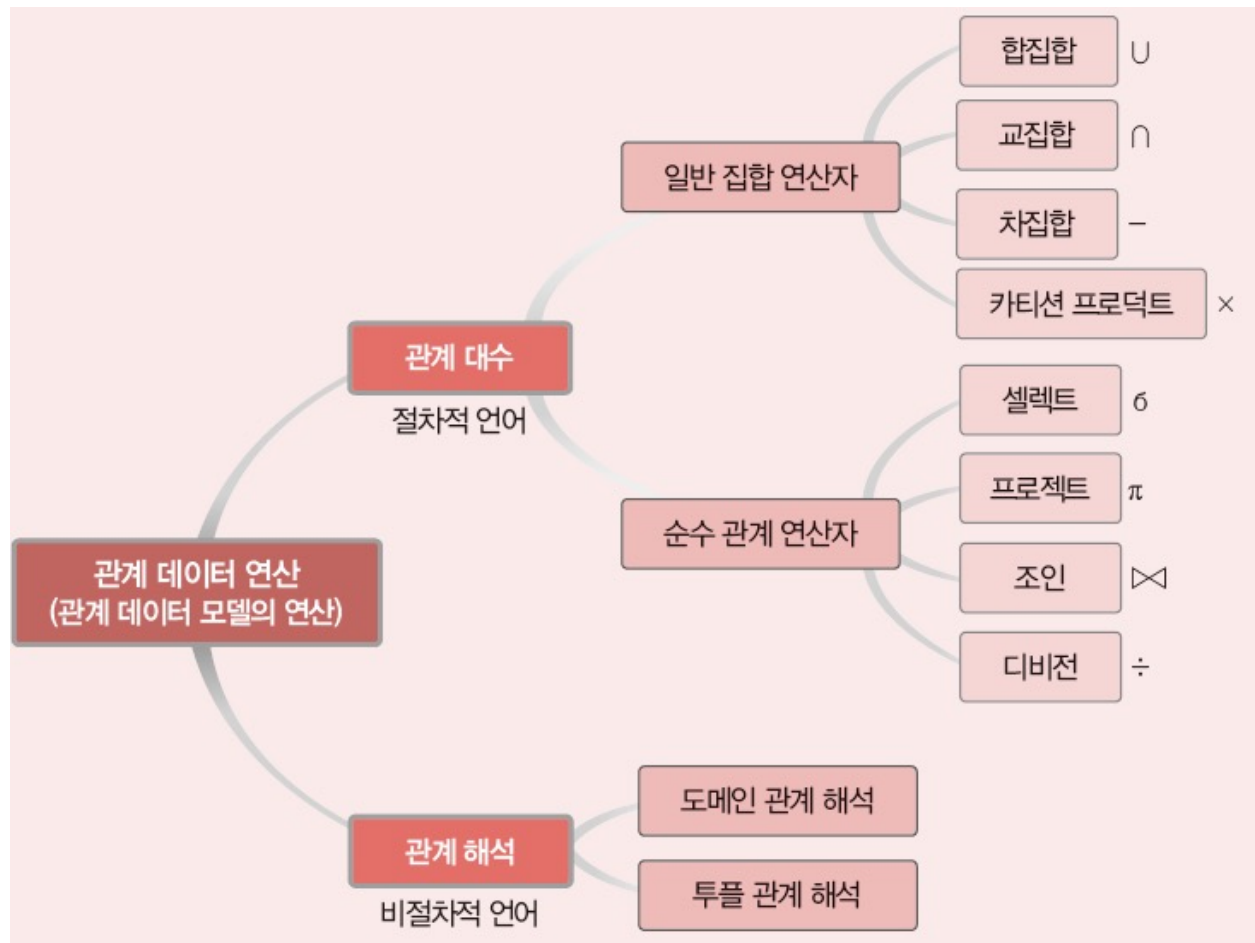 관계 데이터 연산
(관계 데이터 모델의 연산)
관계 대수
절차적 언어
일반 집합 연산자
합집합 ∪
교집합 ∩
차집합 −
카티션 프로덕트 ×
순수 관계 연산자
셀렉트 б
프로젝트 π
조인 ⋈
디비전 ÷
관계 해석
비절차적 언어
도메인 관계 해석
투플 관계 해석